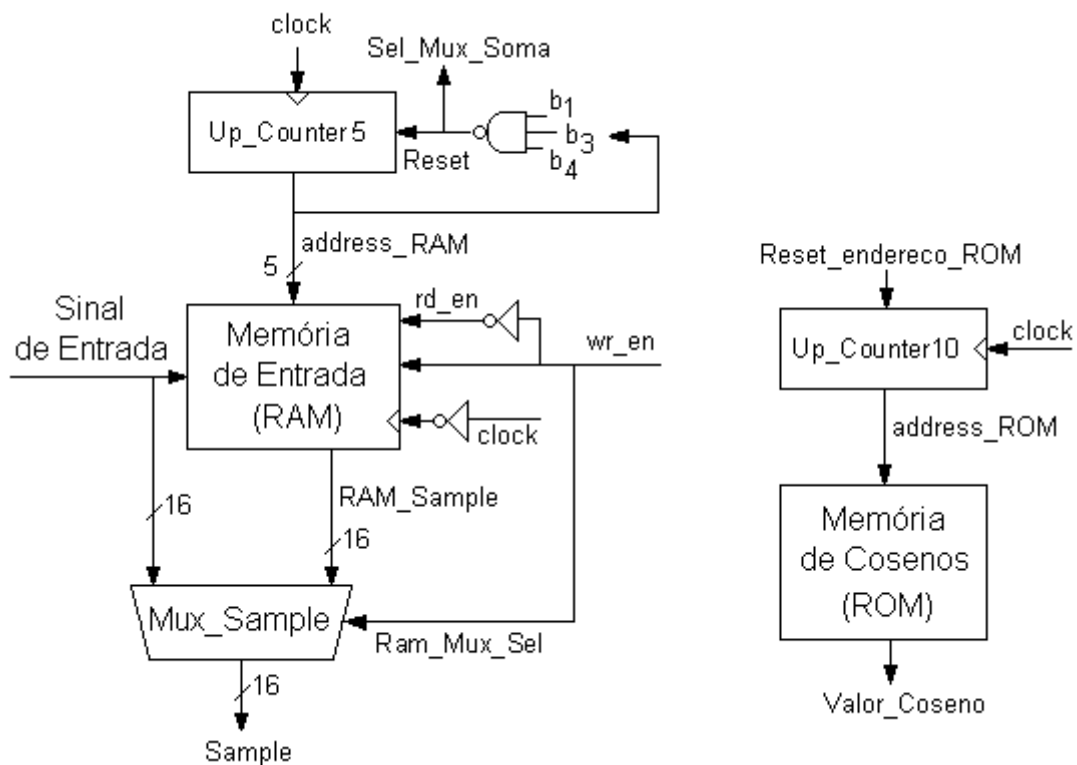 clock
Sel_Mux_Soma
Up_Counter5
Reset
b1
b3
b4
address_RAM
5
Sinal
de Entrada
Memória
de Entrada
(RAM)
rd_en
wr_en
clock
16
RAM_Sample
16
Mux_Sample
Ram_Mux_Sel
16
Sample
Reset_endereco_ROM
Up_Counter10
clock
address_ROM
Memória
de Cosenos
(ROM)
Valor_Coseno